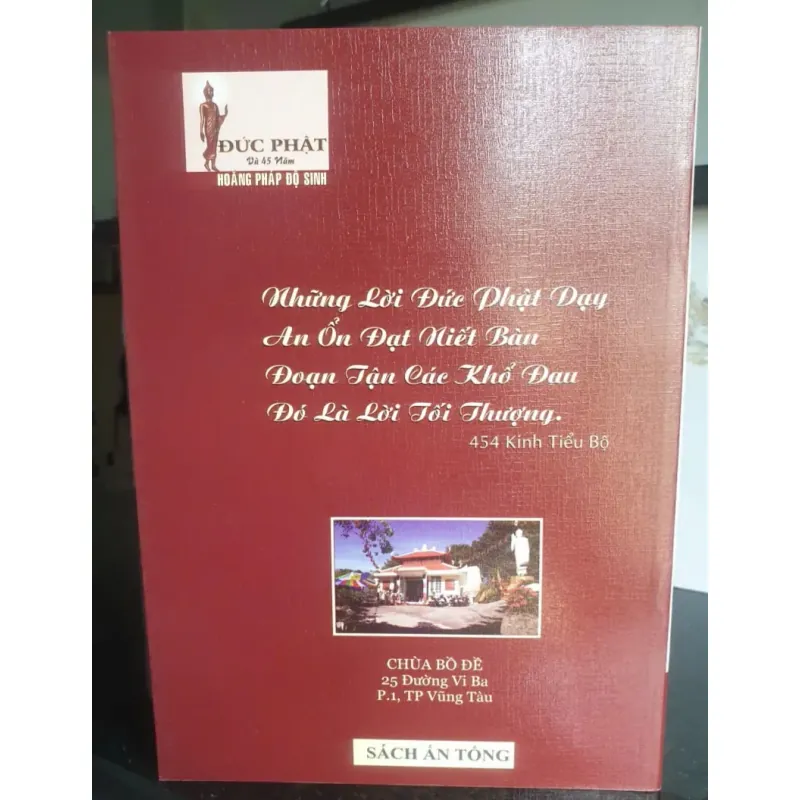 ĐỨC PHẬT
Và 45 Năm
HOẰNG PHÁP ĐỘ SINH
Những Lời Đức Phật Dạy
An Ổn Đạt Niết Bàn
Đoạn Tận Các Khổ Đau
Đó Là Lời Tối Thượng.
454 Kinh Tiểu Bộ
CHÙA BỒ ĐỀ
25 Đường Vi Ba
P.1, TP Vũng Tàu
SÁCH ẤN TỐNG